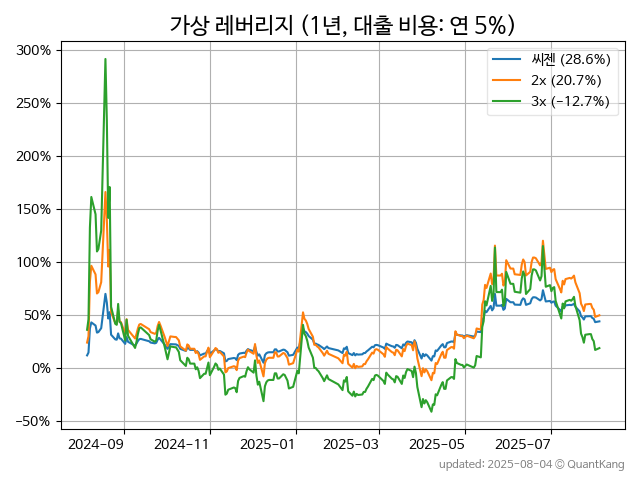 가상 레버리지 (1년, 대출 비용: 연 5%)
300%
250%
200%
150%
100%
50%
0%
−50%
씨젠 (28.6%)
2x (20.7%)
3x (−12.7%)
2024-09
2024-11
2025-01
2025-03
2025-05
2025-07
updated: 2025-08-04 © QuantKang